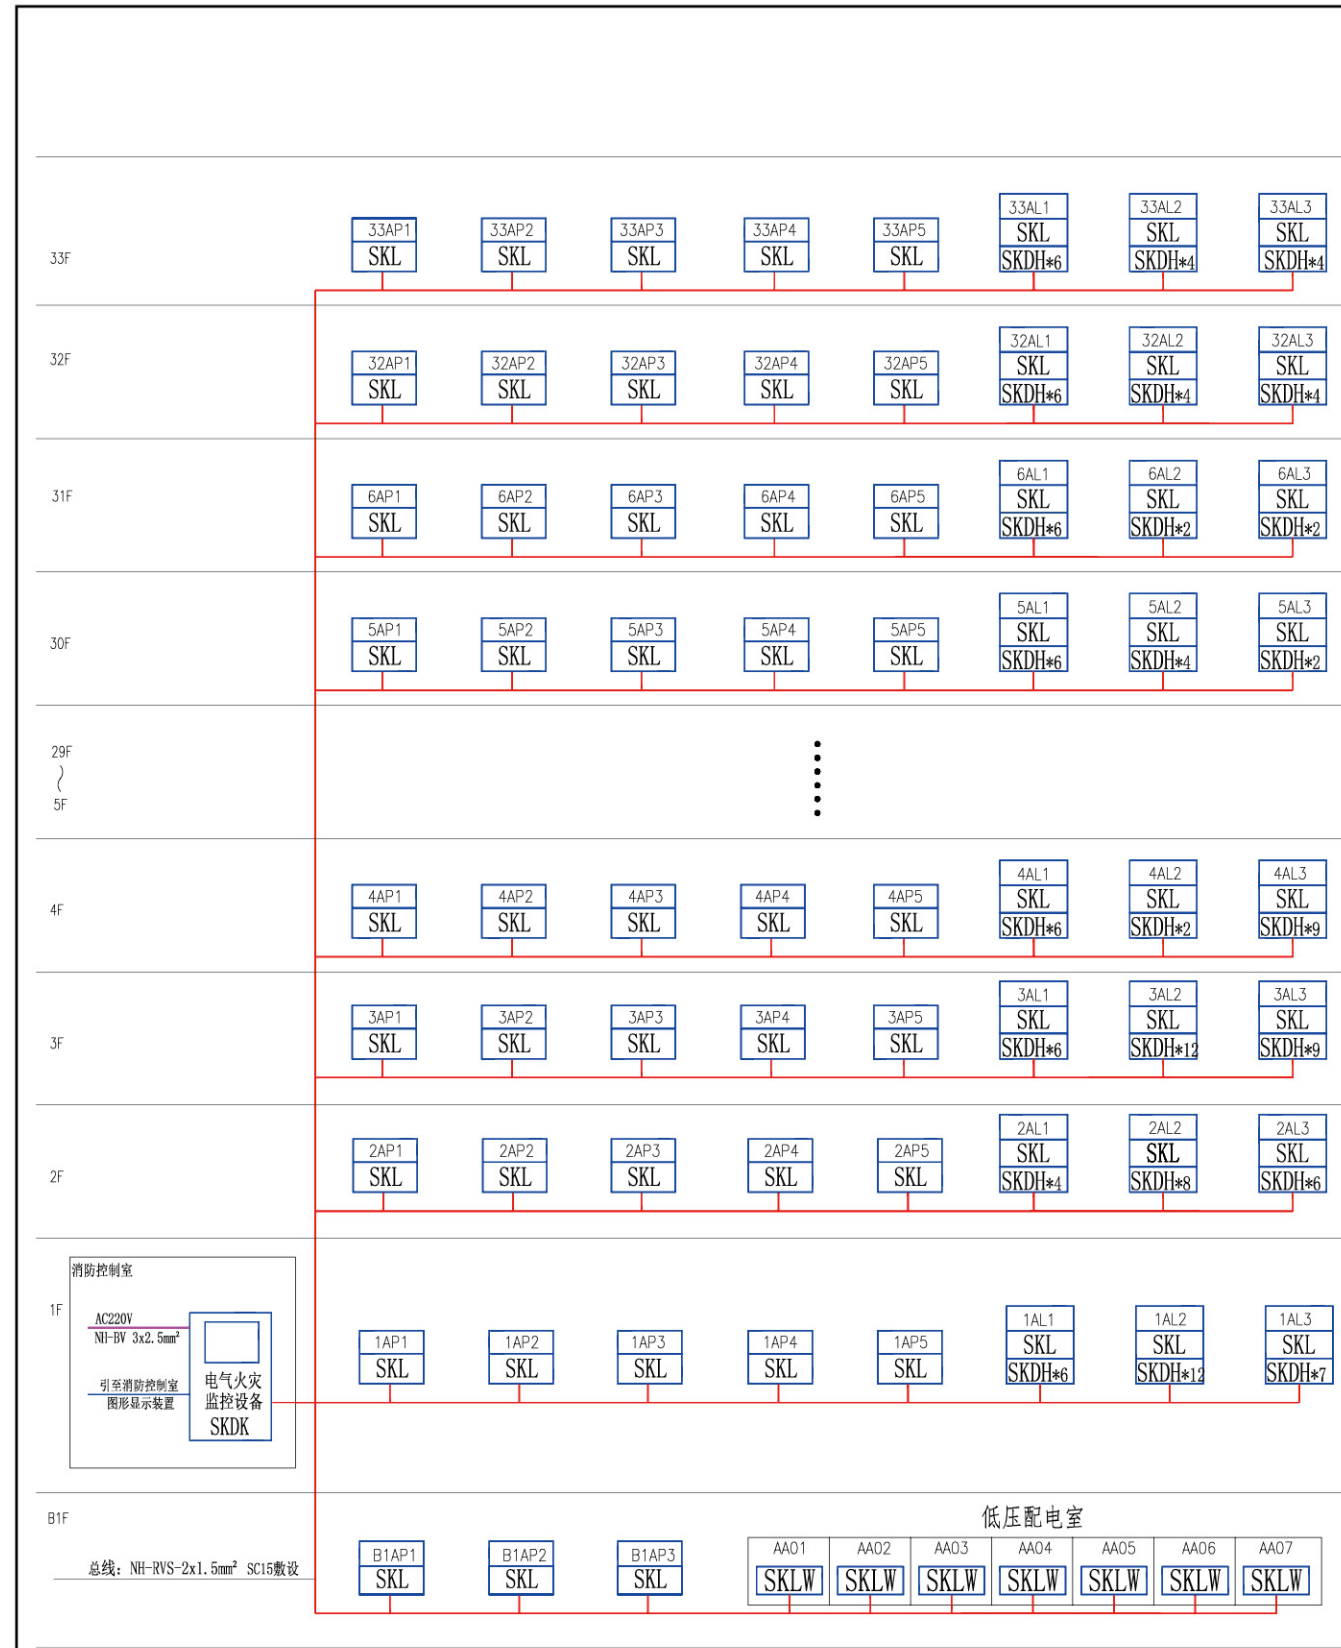 33F
33AP1 33AP2 33AP3 33AP4 33AP5 33AL1 33AL2 33AL3
SKL SKL SKL SKL SKL SKL SKL SKL
SKDH*6 SKDH*4 SKDH*4
32F
32AP1 32AP2 32AP3 32AP4 32AP5 32AL1 32AL2 32AL3
SKL SKL SKL SKL SKL SKL SKL SKL
SKDH*6 SKDH*4 SKDH*4
31F
6AP1 6AP2 6AP3 6AP4 6AP5 6AL1 6AL2 6AL3
SKL SKL SKL SKL SKL SKL SKL SKL
SKDH*6 SKDH*2 SKDH*2
30F
5AP1 5AP2 5AP3 5AP4 5AP5 5AL1 5AL2 5AL3
SKL SKL SKL SKL SKL SKL SKL SKL
SKDH*6 SKDH*4 SKDH*2
29F
~
5F
4F
4AP1 4AP2 4AP3 4AP4 4AP5 4AL1 4AL2 4AL3
SKL SKL SKL SKL SKL SKL SKL SKL
SKDH*6 SKDH*2 SKDH*9
3F
3AP1 3AP2 3AP3 3AP4 3AP5 3AL1 3AL2 3AL3
SKL SKL SKL SKL SKL SKL SKL SKL
SKDH*6 SKDH*12 SKDH*9
2F
2AP1 2AP2 2AP3 2AP4 2AP5 2AL1 2AL2 2AL3
SKL SKL SKL SKL SKL SKL SKL SKL
SKDH*4 SKDH*8 SKDH*6
1F
消防控制室
AC220V
NH-BV 3x2.5mm²
引至消防控制室
图形显示装置
电气火灾
监控设备
SKDK
1AP1 1AP2 1AP3 1AP4 1AP5 1AL1 1AL2 1AL3
SKL SKL SKL SKL SKL SKL SKL SKL
SKDH*6 SKDH*12 SKDH*7
B1F
总线: NH-RVS-2x1.5mm² SC15敷设
低压配电室
B1AP1 B1AP2 B1AP3 AA01 AA02 AA03 AA04 AA05 AA06 AA07
SKL SKL SKL SKLW SKLW SKLW SKLW SKLW SKLW SKLW